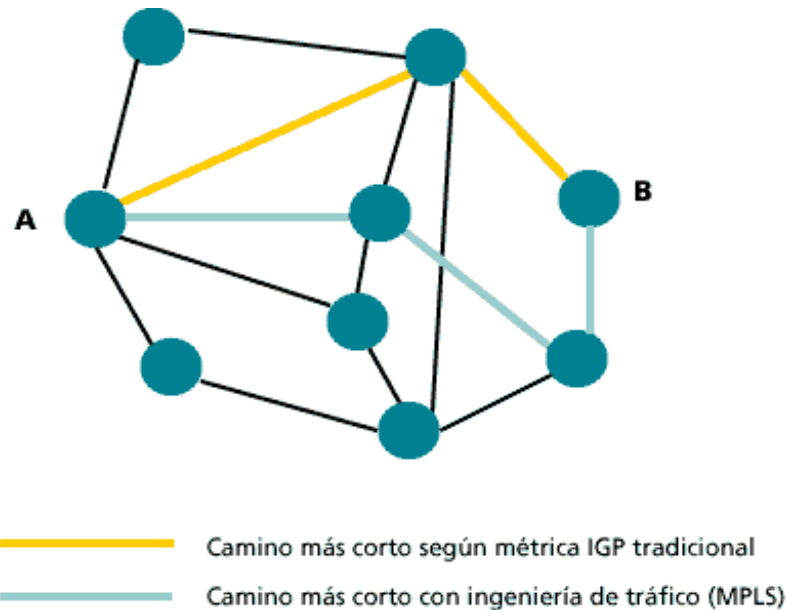 A
B
Camino más corto según métrica IGP tradicional
Camino más corto con ingeniería de tráfico (MPLS)